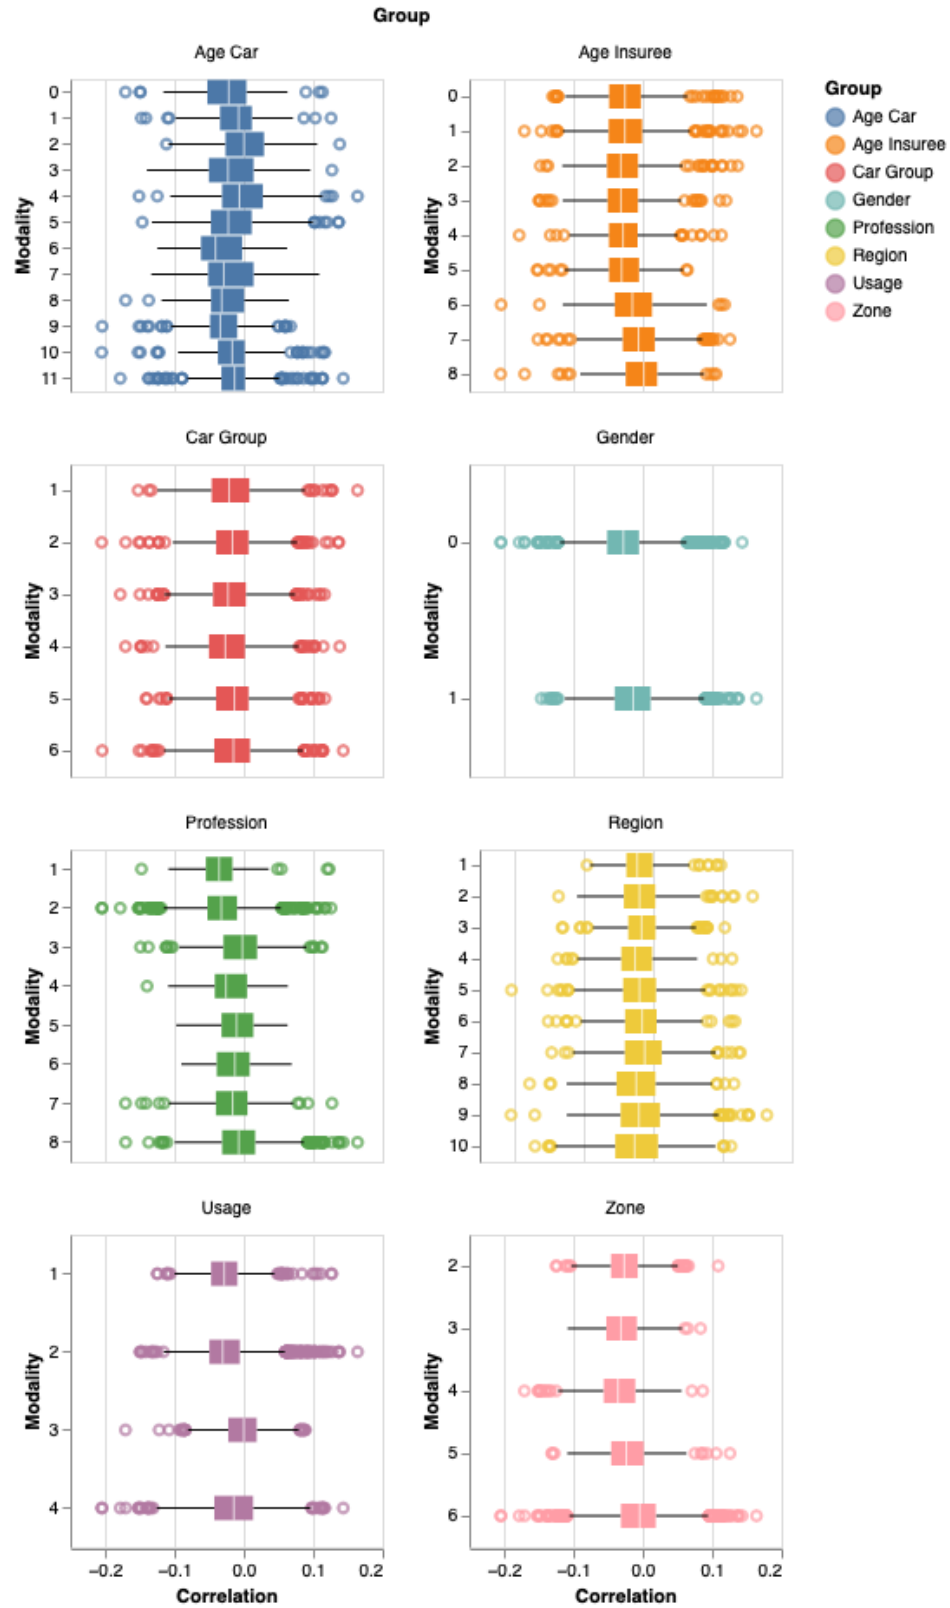 Group
Age Car
Age Insuree
Modality
0
1
2
3
4
5
6
7
8
9
10
11
Modality
0
1
2
3
4
5
6
7
8
Group
Age Car
Age Insuree
Car Group
Gender
Profession
Region
Usage
Zone
Car Group
Gender
Modality
1
2
3
4
5
6
Modality
0
1
Profession
Region
Modality
1
2
3
4
5
6
7
8
Modality
1
2
3
4
5
6
7
8
9
10
Usage
Zone
Modality
1
2
3
4
Modality
2
3
4
5
6
−0.2 −0.1 0.0 0.1 0.2
Correlation
−0.2 −0.1 0.0 0.1 0.2
Correlation